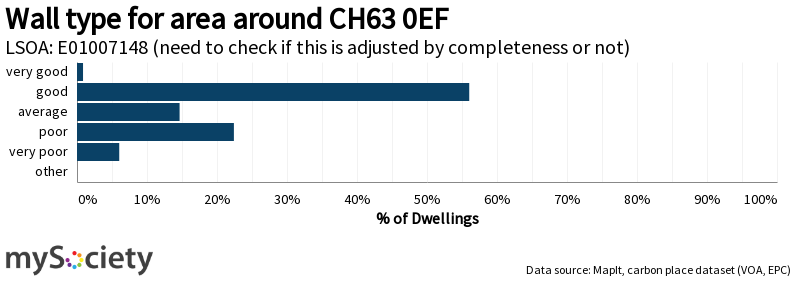 Wall type for area around CH63 0EF
LSOA: E01007148 (need to check if this is adjusted by completeness or not)
very good
good
average
poor
very poor
other
0% 10% 20% 30% 40% 50% 60% 70% 80% 90% 100%
% of Dwellings
mySociety
Data source: MapIt, carbon place dataset (VOA, EPC)